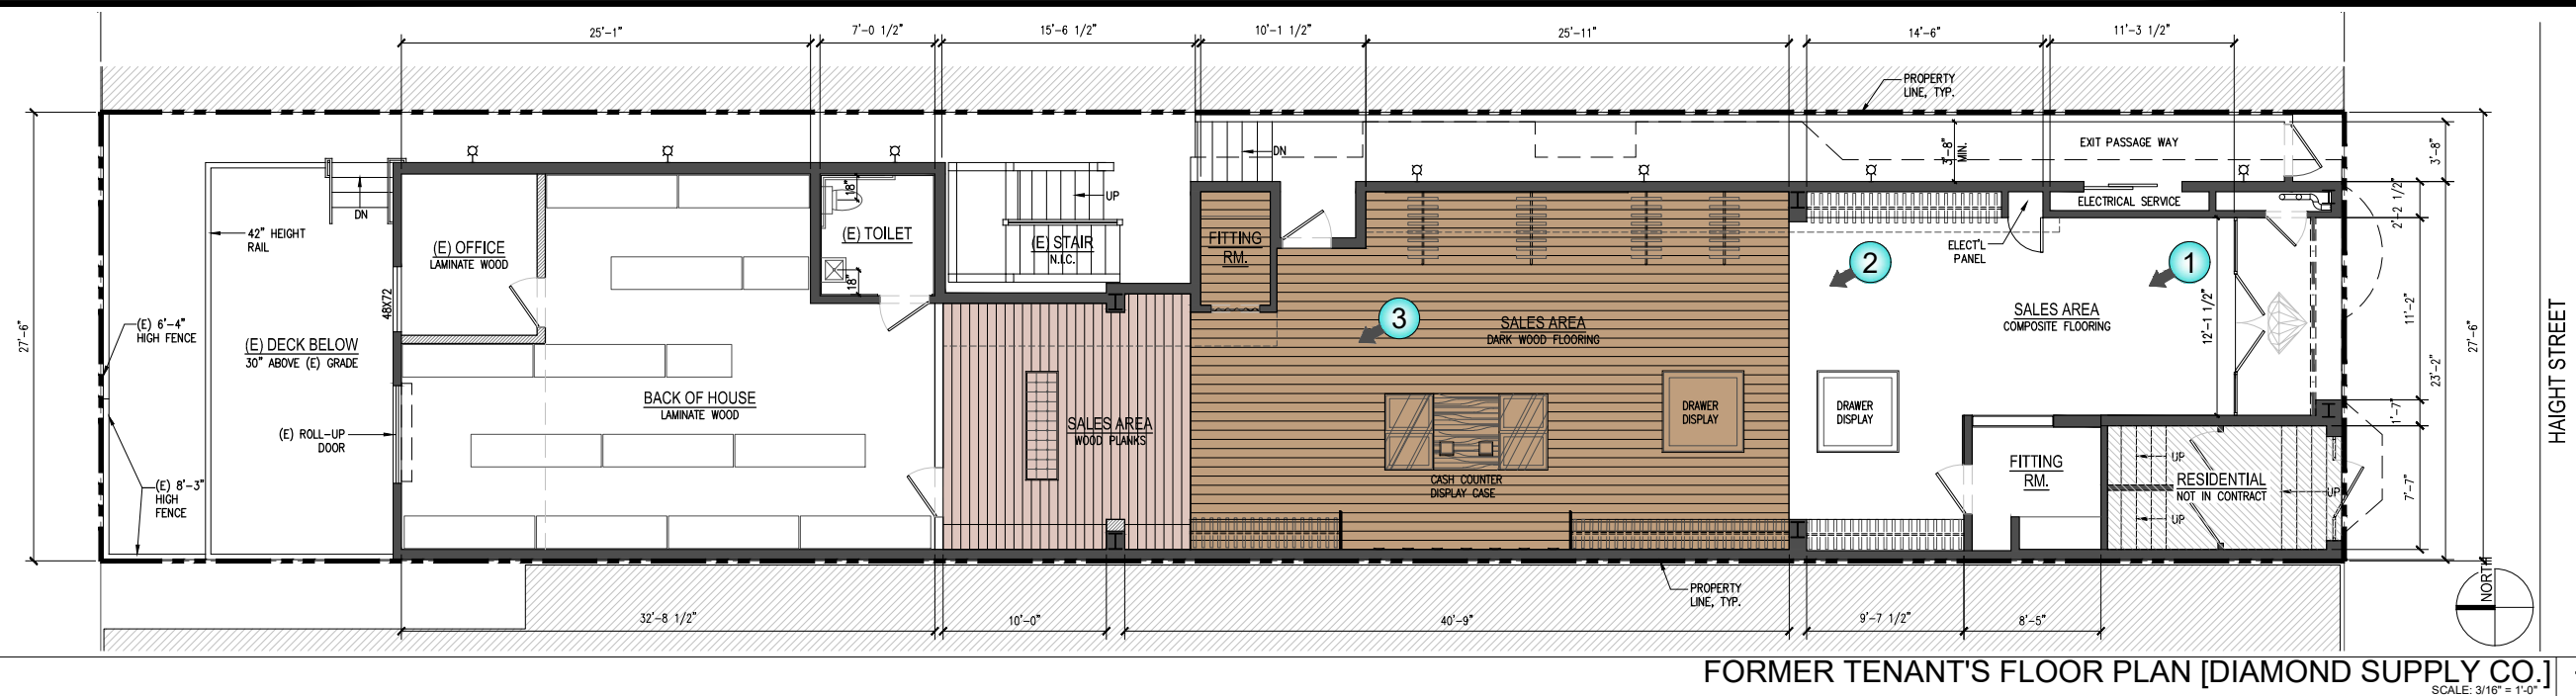 25'-1"
7'-0 1/2"
15'-6 1/2"
10'-1 1/2"
25'-11"
14'-6"
11'-3 1/2"
PROPERTY
LINE, TYP.
DN
3'-8"
MIN.
EXIT PASSAGE WAY
3'-8"
DN
42" HEIGHT
RAIL
(E) OFFICE
LAMINATE WOOD
18"
(E) TOILET
18"
UP
(E) STAIR
N.I.C.
FITTING
RM.
ELECT'L
PANEL
ELECTRICAL SERVICE
2'-2 1/2"
1
2
3
48X72
27'-6"
(E) 6'-4"
HIGH FENCE
(E) DECK BELOW
30" ABOVE (E) GRADE
SALES AREA
DARK WOOD FLOORING
SALES AREA
COMPOSITE FLOORING
12'-1 1/2"
11'-2"
23'-2"
27'-6"
HAIGHT STREET
BACK OF HOUSE
LAMINATE WOOD
SALES AREA
WOOD PLANKS
DRAWER
DISPLAY
DRAWER
DISPLAY
1'-7"
(E) ROLL-UP
DOOR
CASH COUNTER
DISPLAY CASE
FITTING
RM.
UP
RESIDENTIAL
NOT IN CONTRACT
UP
UP
7'-7"
(E) 8'-3"
HIGH
FENCE
PROPERTY
LINE, TYP.
NORTH
32'-8 1/2"
10'-0"
40'-9"
9'-7 1/2"
8'-5"
FORMER TENANT'S FLOOR PLAN [DIAMOND SUPPLY CO.]
SCALE: 3/16" = 1'-0"